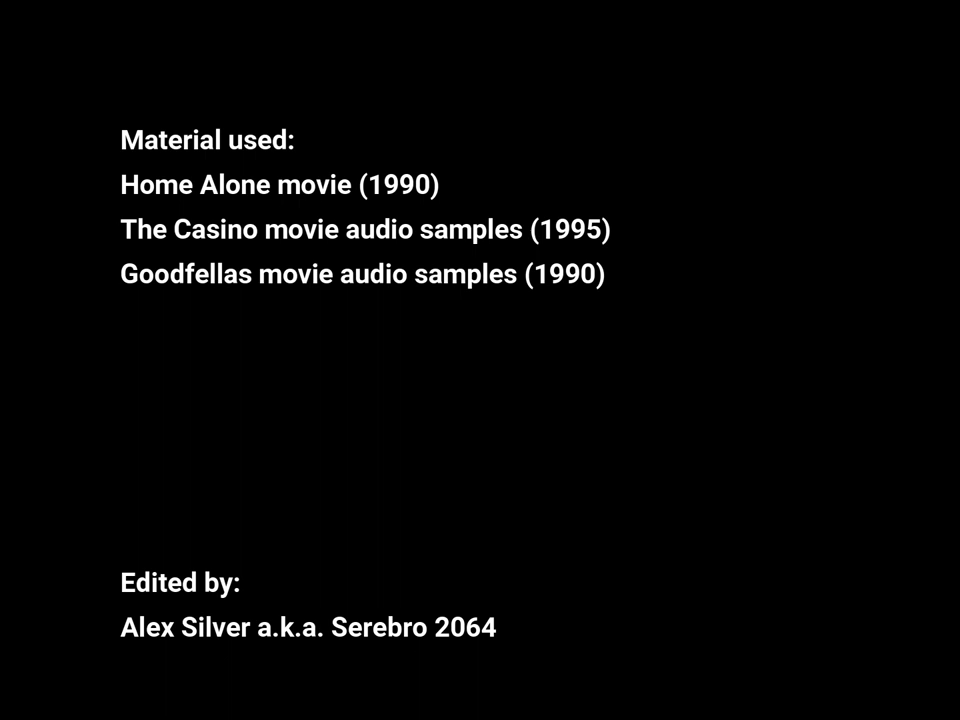 Material used:
Home Alone movie (1990)
The Casino movie audio samples (1995)
Goodfellas movie audio samples (1990)
Edited by:
Alex Silver a.k.a. Serebro 2064